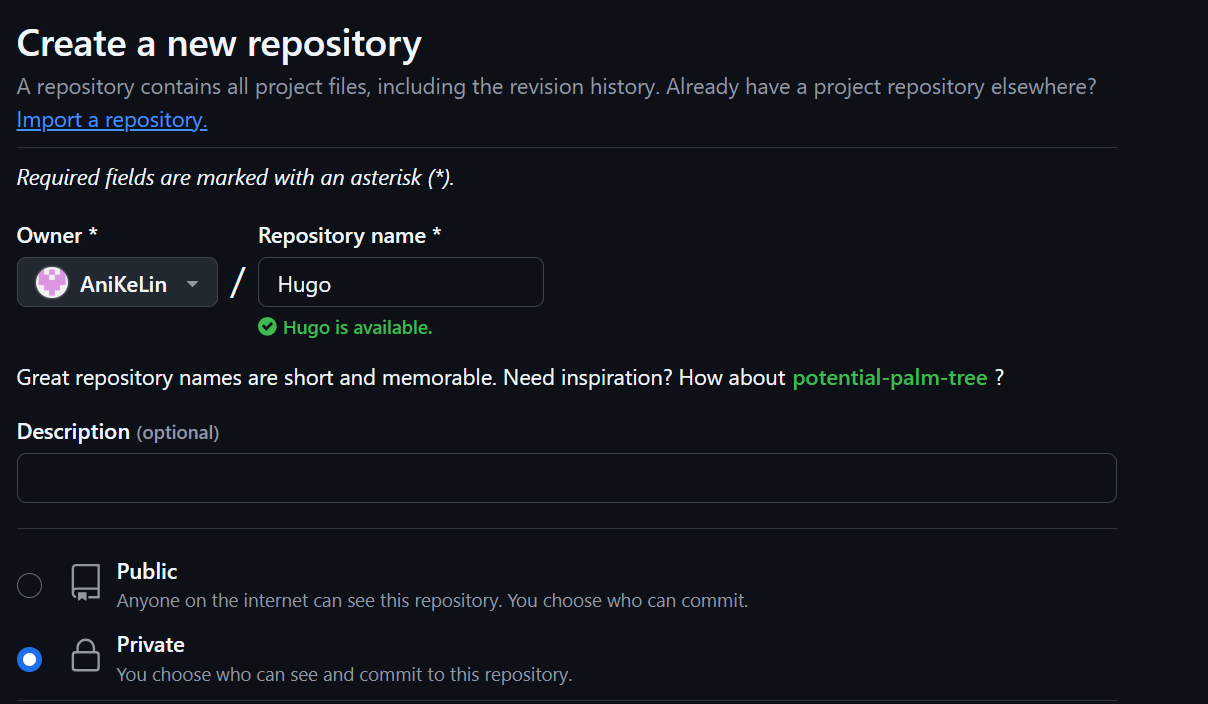 Create a new repository
A repository contains all project files, including the revision history. Already have a project repository elsewhere?
Import a repository.
Required fields are marked with an asterisk (*).
Owner * Repository name *
AniKeLin / Hugo
Hugo is available.
Great repository names are short and memorable. Need inspiration? How about potential-palm-tree ?
Description (optional)
Public
Anyone on the internet can see this repository. You choose who can commit.
Private
You choose who can see and commit to this repository.